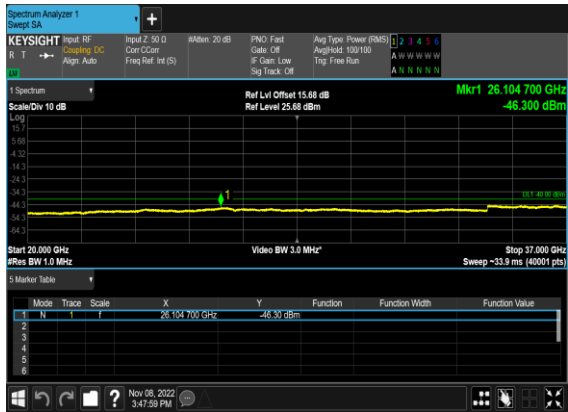 Spectrum Analyzer 1
Swept SA
+
KEYSIGHT Input: RF Input Z: 50 Ω #Atten: 20 dB PNO: Fast Avg Type: Power (RMS) 1 2 3 4 5 6
R T Coupling: DC Corr CCorr Gate: Off Avg|Hold: 100/100 A W W W W W
Align: Auto Freq Ref: Int (S) IF Gain: Low Trig: Free Run
LXI Sig Track: Off A N N N N N
1 Spectrum Ref Lvl Offset 15.68 dB Mkr1 26.104 700 GHz
Scale/Div 10 dB Ref Level 25.68 dBm -46.300 dBm
Log
15.7
5.68
-4.32
-14.3
-24.3
-34.3
1
DL1 -40.00 dBm
-44.3
-54.3
-64.3
Start 20.000 GHz Video BW 3.0 MHz* Stop 37.000 GHz
#Res BW 1.0 MHz Sweep ~33.9 ms (40001 pts)
5 Marker Table
Mode Trace Scale X Y Function Function Width Function Value
1 N 1 f 26.104 700 GHz -46.30 dBm
2
3
4
5
6
? Nov 08, 2022
3:47:59 PM